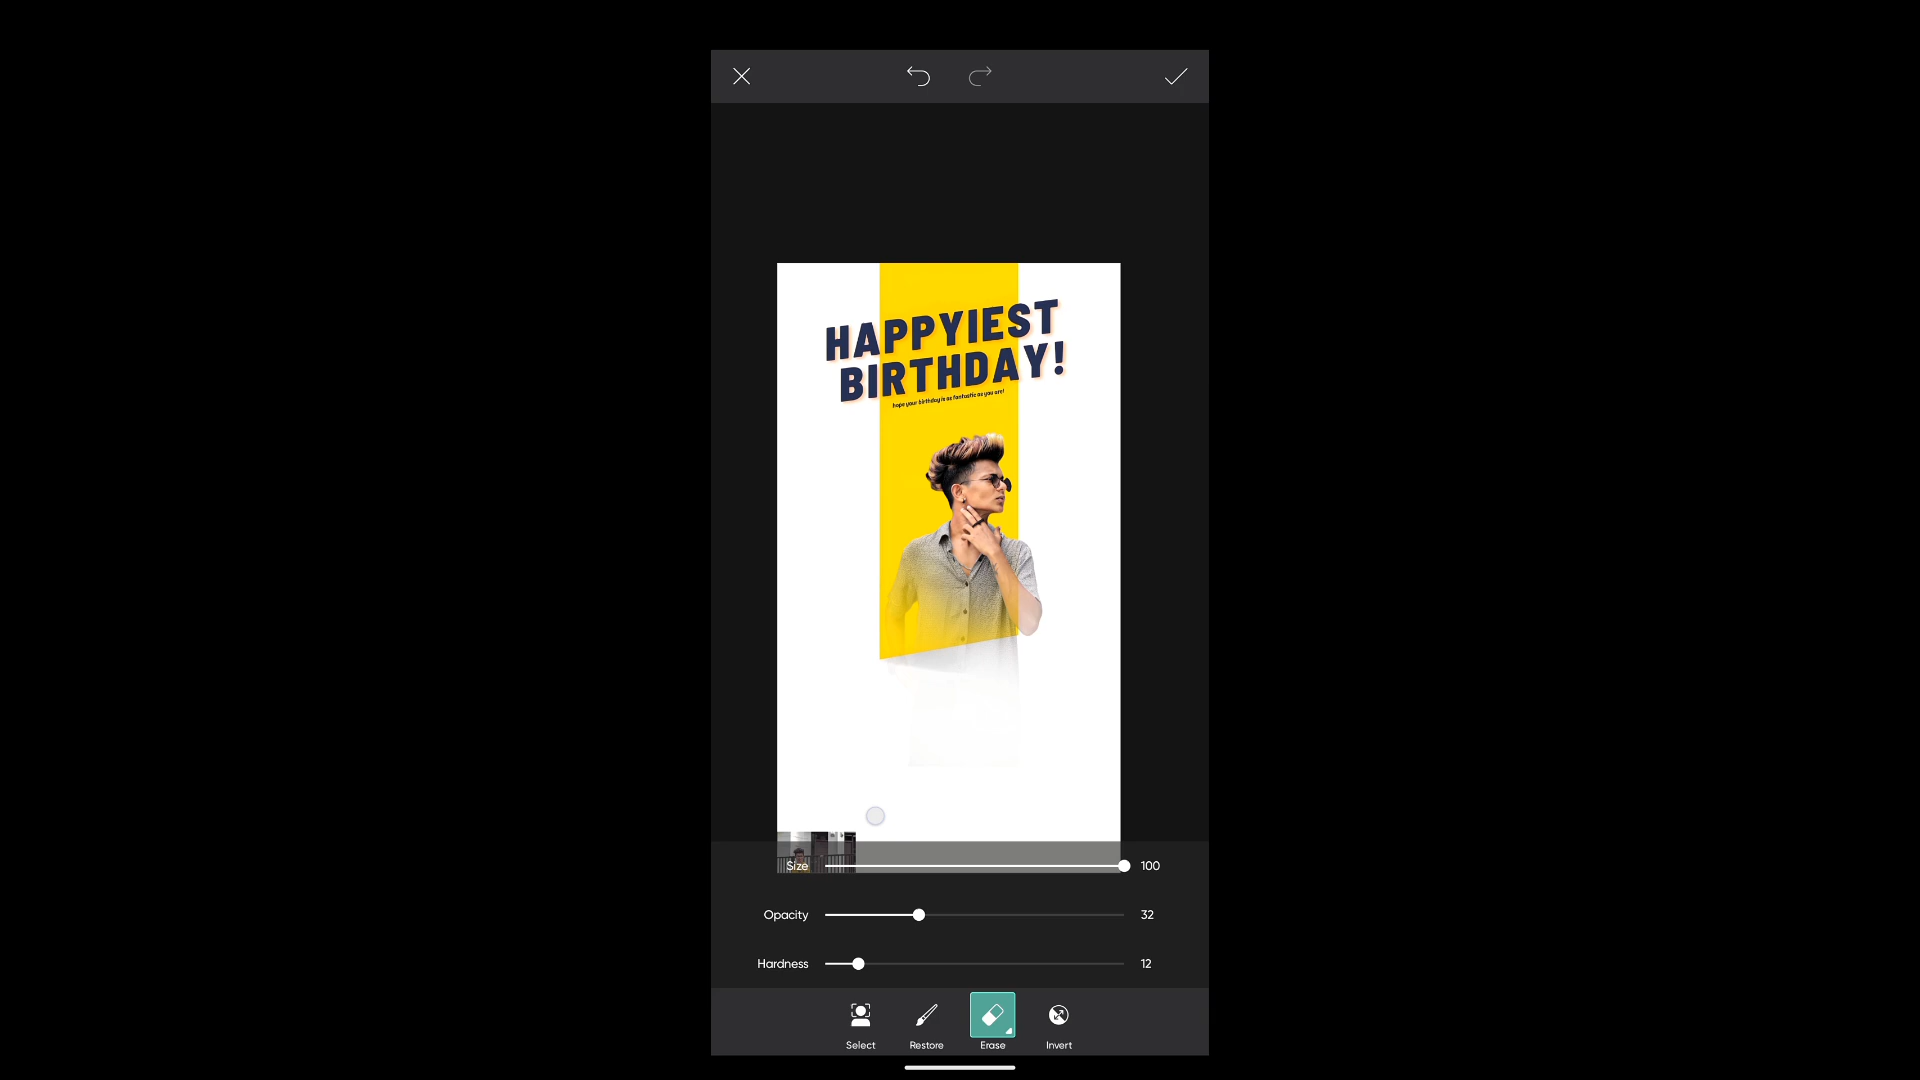 HAPPYIEST
BIRTHDAY!
hope your birthday is as fantastic as you are!
Size 100
Opacity 32
Hardness 12
Select Restore Erase Invert